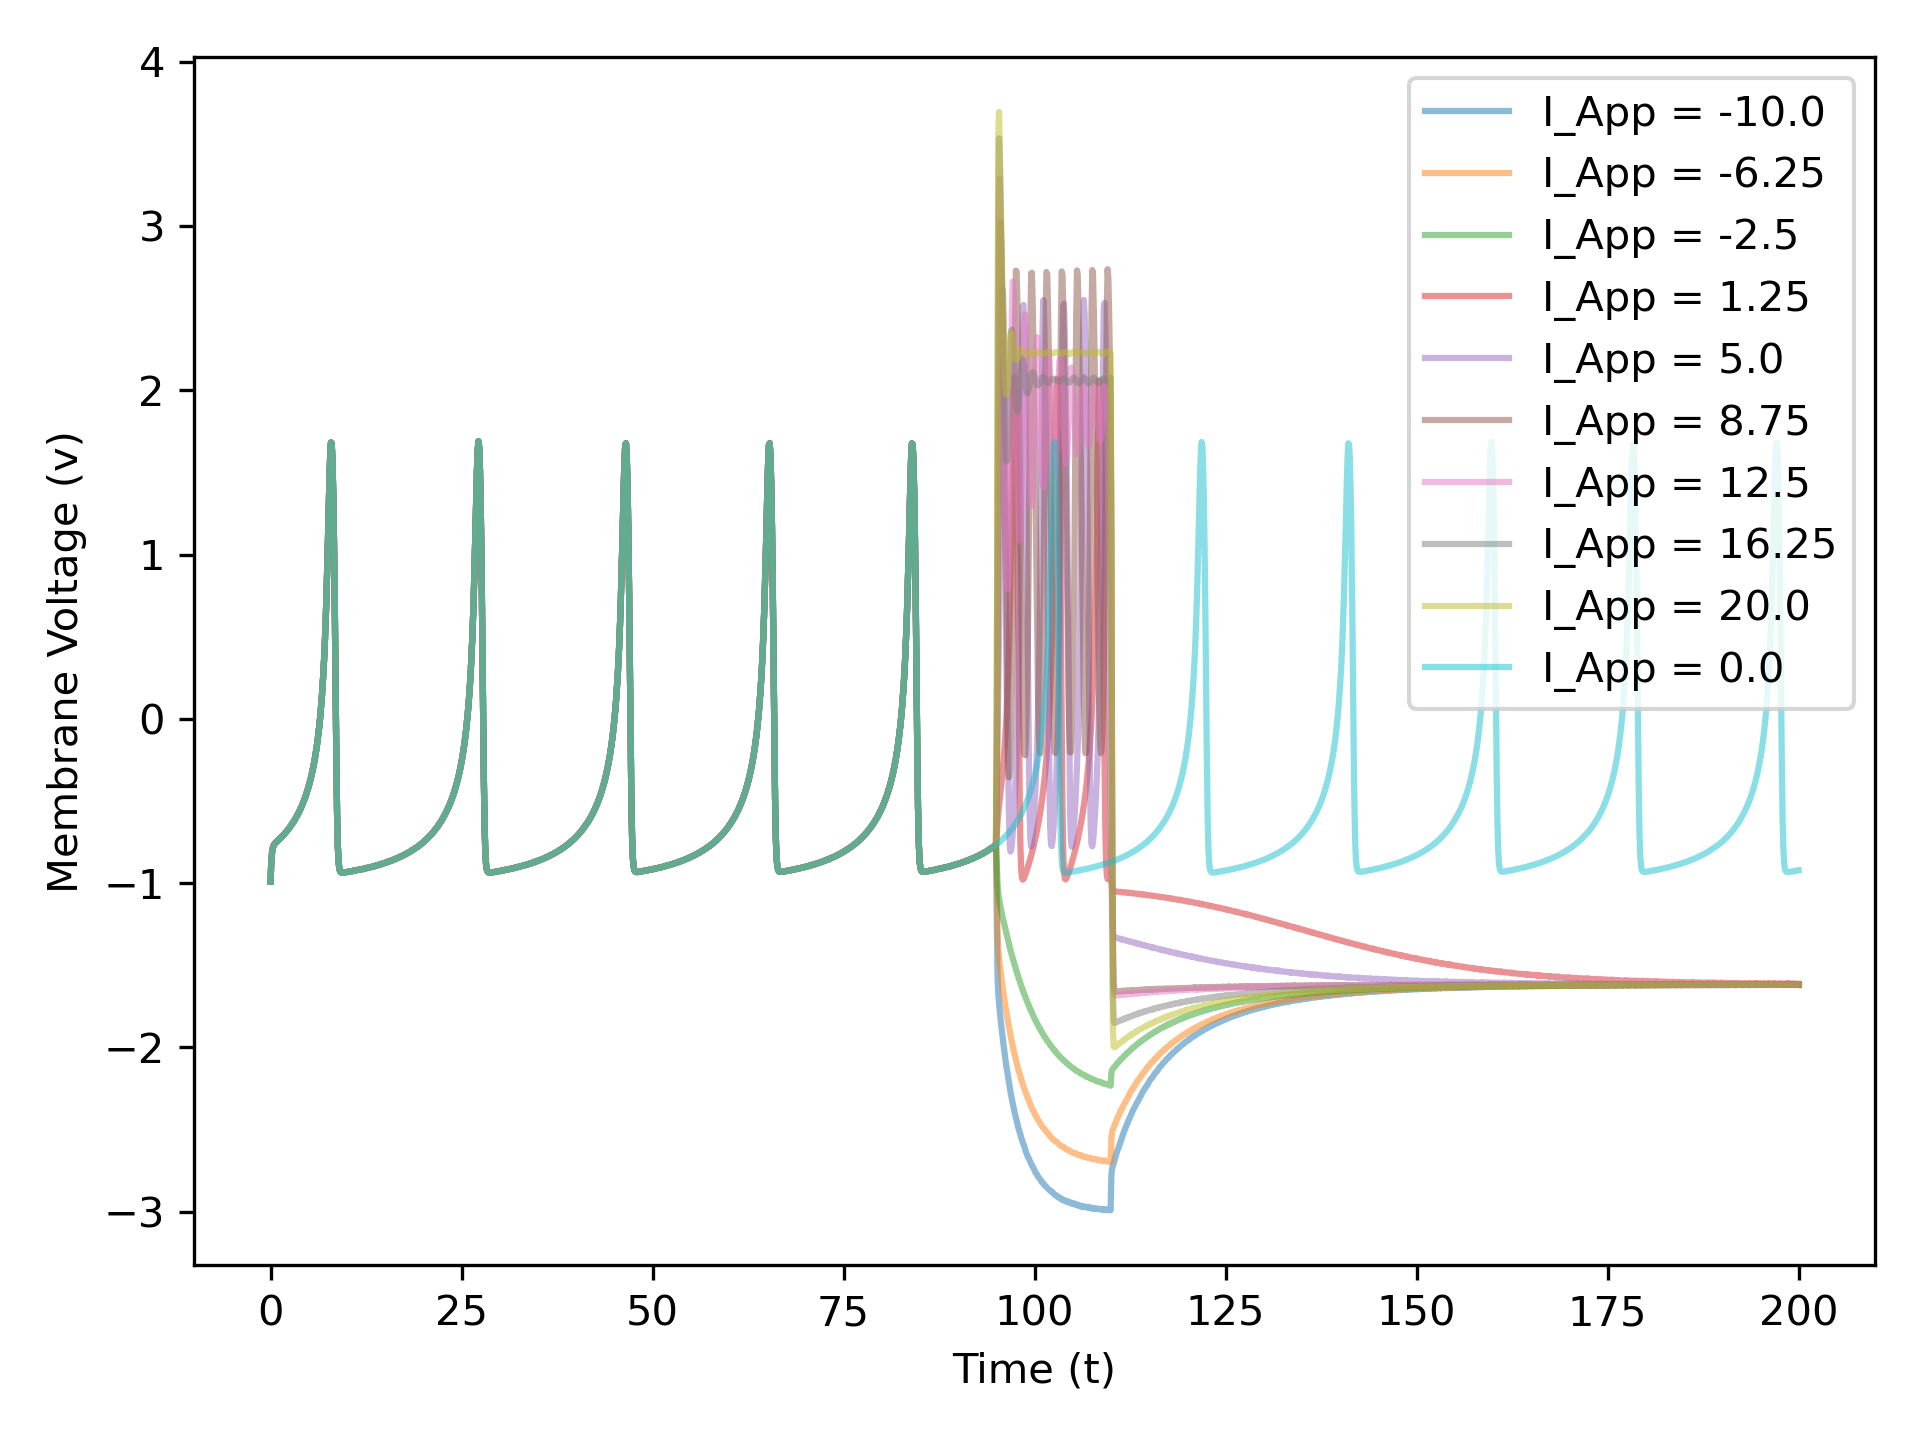 4
3
2
1
0
−1
−2
−3
Membrane Voltage (v)
0 25 50 75 100 125 150 175 200
Time (t)
I_App = -10.0
I_App = -6.25
I_App = -2.5
I_App = 1.25
I_App = 5.0
I_App = 8.75
I_App = 12.5
I_App = 16.25
I_App = 20.0
I_App = 0.0